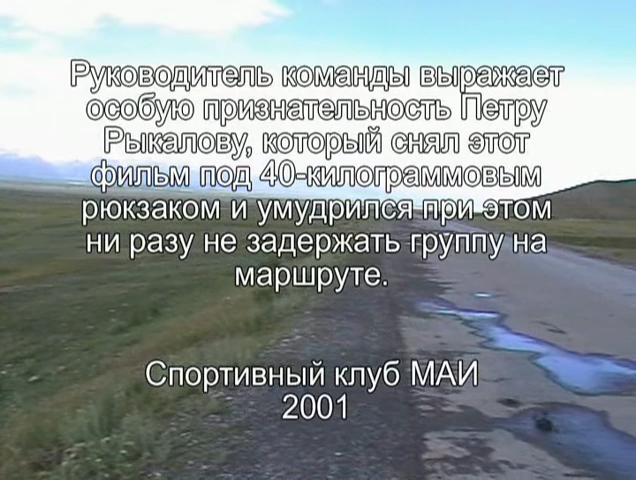 Руководитель команды выражает
особую признательность Петру
Рыкалову, который снял этот
фильм под 40-килограммовым
рюкзаком и умудрился при этом
ни разу не задержать группу на
маршруте.
Спортивный клуб МАИ
2001